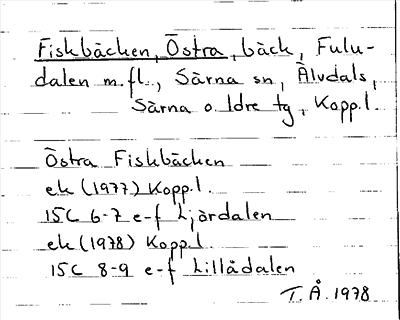 Fiskbäcken, Östra, bäck, Fulu-
dalen m.fl., Särna sn, Älvdals,
Särna o. Idre tg, Kopp.l.
Östra Fiskbäcken
ek (1977) Kopp.l.
15C 6-7 e-f Ljördalen
ek (1978) Kopp.l.
15C 8-9 e-f Lillådalen
T.Å. 1978